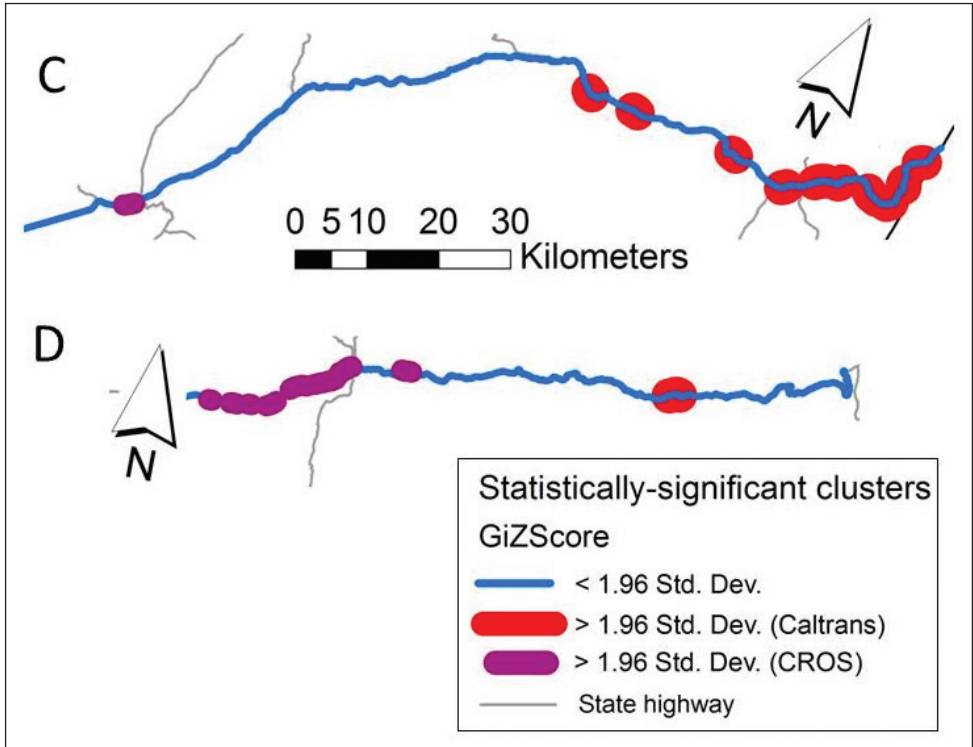 C
N
0 5 10 20 30
Kilometers
D
N
Statistically-significant clusters
GiZScore
< 1.96 Std. Dev.
> 1.96 Std. Dev. (Caltrans)
> 1.96 Std. Dev. (CROS)
State highway